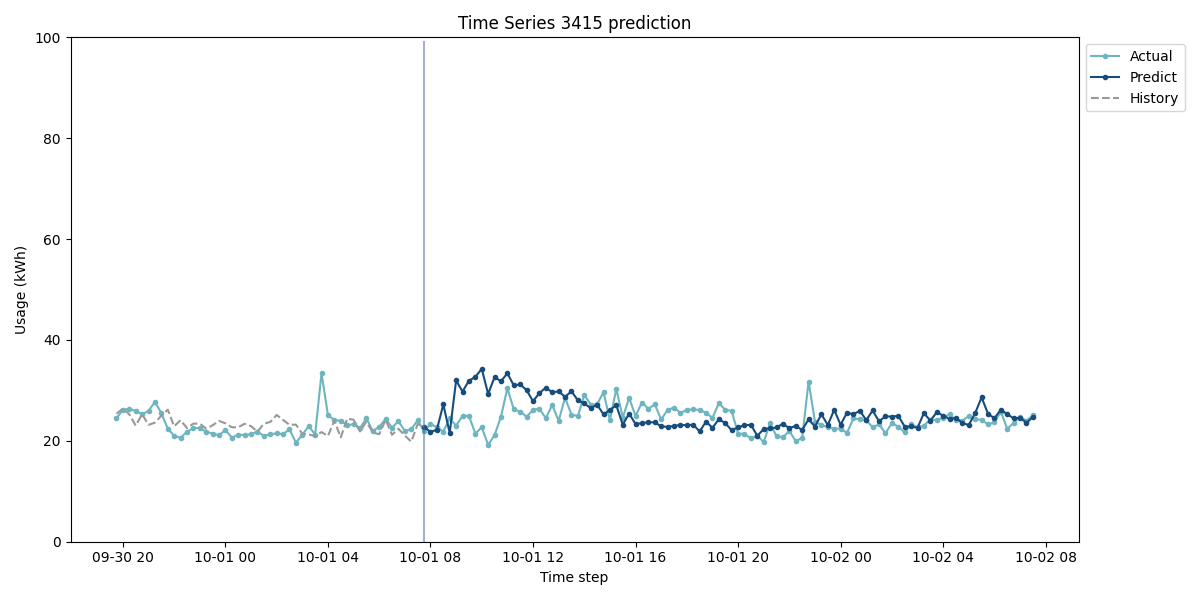 Time Series 3415 prediction
Usage (kWh)
100
80
60
40
20
0
09-30 20
10-01 00
10-01 04
10-01 08
10-01 12
10-01 16
10-01 20
10-02 00
10-02 04
10-02 08
Time step
Actual
Predict
History